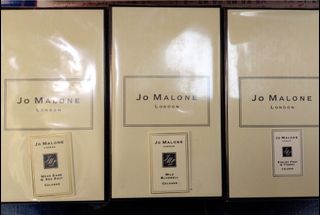 JO MALONE
LONDON
JO MALONE
LONDON
WOOD SAGE
& SEA SALT
COLOGNE
JO MALONE
LONDON
JO MALONE
LONDON
WILD
BLUEBELL
COLOGNE
JO MALONE
LONDON
JO MALONE
LONDON
ENGLISH PEAR
& FREESIA
COLOGNE